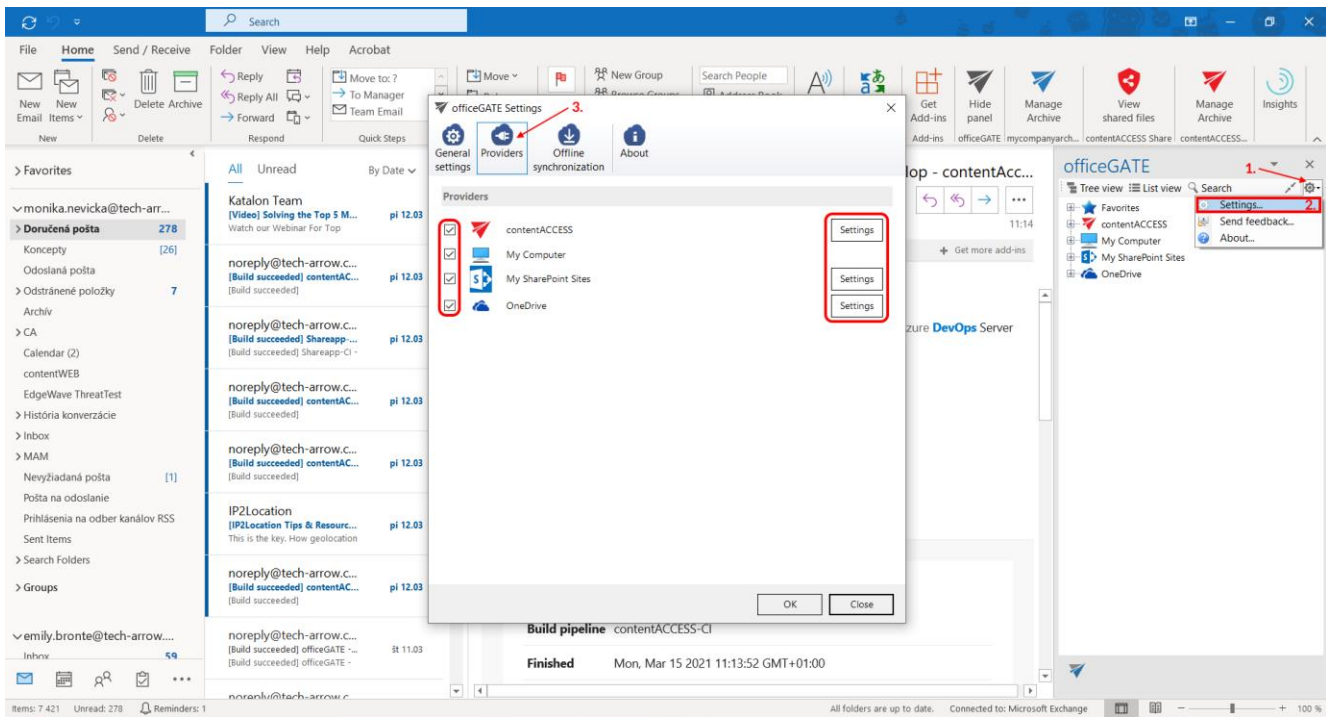 Search
File Home Send / Receive Folder View Help Acrobat
New Email
New Items
Delete Archive
Reply
Reply All
Forward
Move to: ?
To Manager
Team Email
Move
New Group
Browse Groups
Search People
Address Book
Get Add-ins
Hide panel
Manage Archive
View shared files
Manage Archive
Insights
New
Delete
Respond
Quick Steps
Add-ins
officeGATE
mycompanyarch...
contentACCESS Share
contentACCESS...
Favorites
monika.nevicka@tech-arr...
Doručená pošta 278
Koncepty [26]
Odoslaná pošta
Odstránené položky 7
Archív
CA
Calendar (2)
contentWEB
EdgeWave ThreatTest
História konverzácie
Inbox
MAM
Nevyžiadaná pošta [1]
Pošta na odoslanie
Prihlásenia na odber kanálov RSS
Sent Items
Search Folders
Groups
emily.bronte@tech-arrow....
Inbox 59
All Unread By Date
Katalon Team
[Video] Solving the Top 5 M... pi 12.03
Watch our Webinar For Top
noreply@tech-arrow.c...
[Build succeeded] contentAC... pi 12.03
[Build succeeded]
noreply@tech-arrow.c...
[Build succeeded] Shareapp-... pi 12.03
[Build succeeded] Shareapp-CI -
noreply@tech-arrow.c...
[Build succeeded] contentAC... pi 12.03
[Build succeeded]
noreply@tech-arrow.c...
[Build succeeded] contentAC... pi 12.03
[Build succeeded]
IP2Location
[IP2Location Tips & Resourc... pi 12.03
This is the key. How geolocation
noreply@tech-arrow.c...
[Build succeeded] contentAC... pi 12.03
[Build succeeded]
noreply@tech-arrow.c...
[Build succeeded] officeGATE -... št 11.03
[Build succeeded] officeGATE -
noreply@tech-arrow.c
officeGATE Settings
3.
General settings
Providers
Offline synchronization
About
Providers
contentACCESS Settings
My Computer
My SharePoint Sites Settings
OneDrive Settings
OK Close
lop - contentAcc...
11:14
+ Get more add-ins
zure DevOps Server
Build pipeline contentACCESS-CI
Finished Mon, Mar 15 2021 11:13:52 GMT+01:00
officeGATE
1.
Tree view List view Search
Favorites
contentACCESS
My Computer
My SharePoint Sites
OneDrive
Settings... 2.
Send feedback...
About...
Items: 7 421 Unread: 278 Reminders: 1
All folders are up to date. Connected to: Microsoft Exchange 100 %